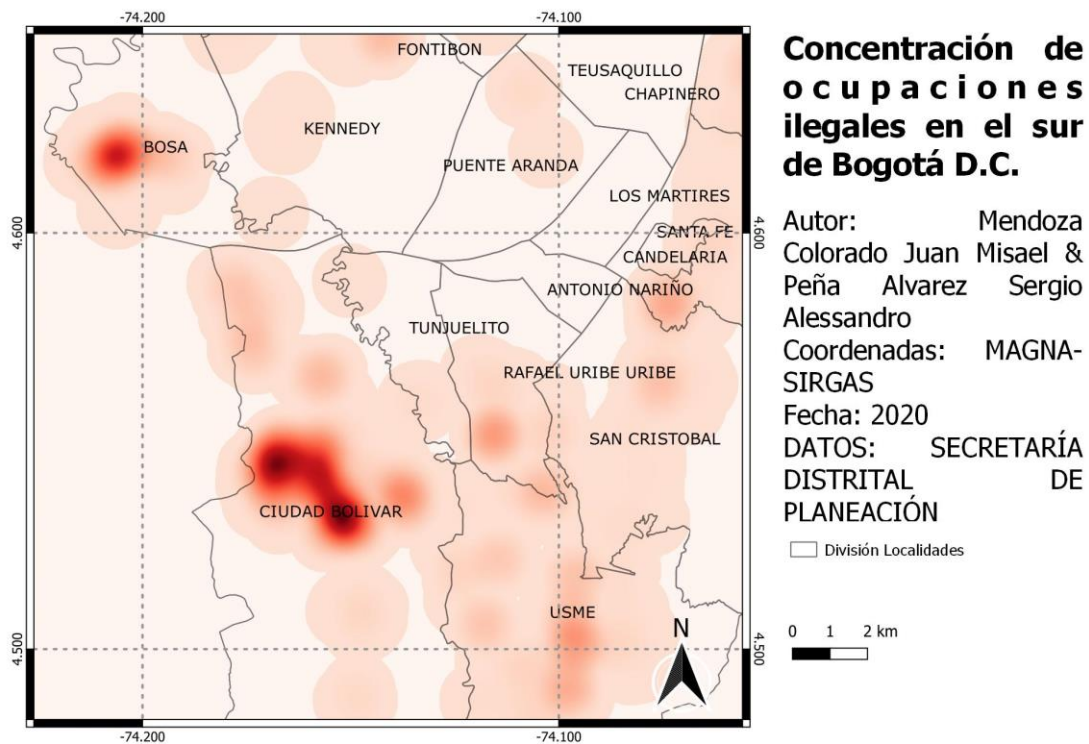 -74.200
-74.100
FONTIBON
TEUSAQUILLO
CHAPINERO
KENNEDY
BOSA
PUENTE ARANDA
LOS MARTIRES
4.600
SANTA FE
4.600
CANDELARIA
ANTONIO NARIÑO
TUNJUELITO
RAFAEL URIBE URIBE
SAN CRISTOBAL
CIUDAD BOLIVAR
USME
N
4.500
4.500
-74.200
-74.100
Concentración de
ocupaciones
ilegales en el sur
de Bogotá D.C.
Autor: Mendoza
Colorado Juan Misael &
Peña Alvarez Sergio
Alessandro
Coordenadas: MAGNA-
SIRGAS
Fecha: 2020
DATOS: SECRETARÍA
DISTRITAL DE
PLANEACIÓN
División Localidades
0 1 2 km